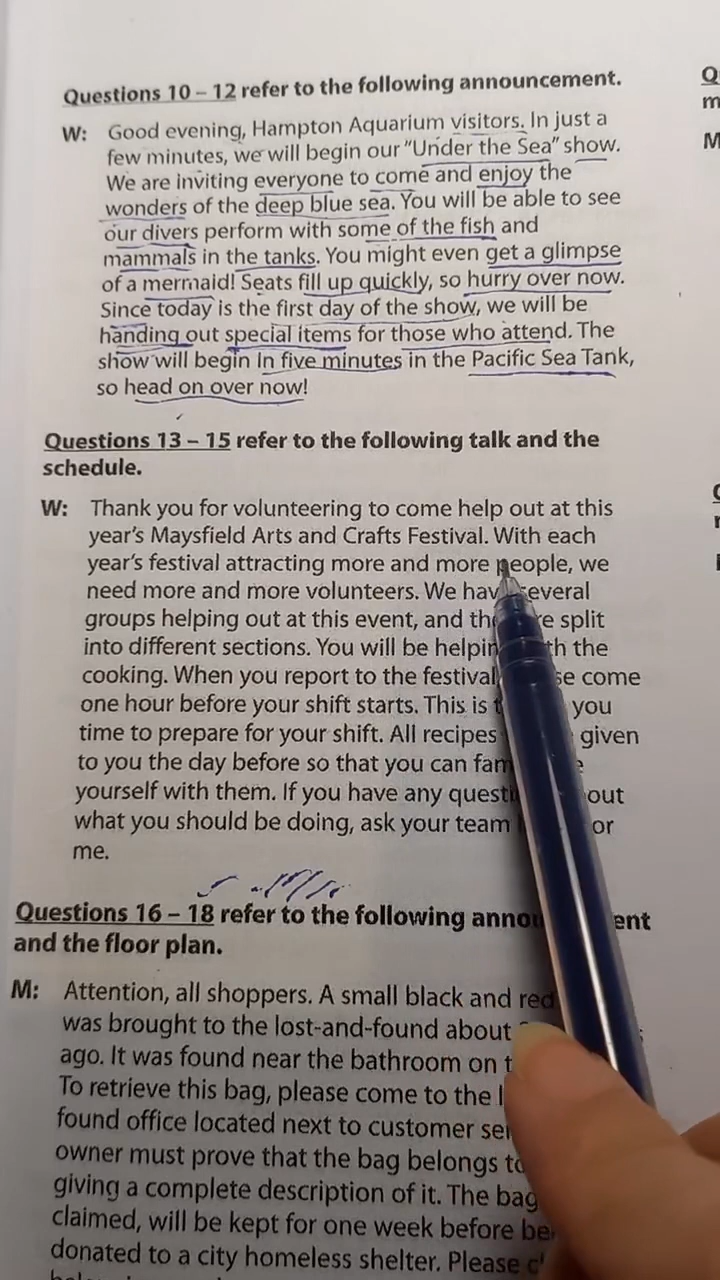 Questions 10 – 12 refer to the following announcement.
W: Good evening, Hampton Aquarium visitors. In just a
few minutes, we will begin our "Under the Sea" show.
We are inviting everyone to come and enjoy the
wonders of the deep blue sea. You will be able to see
our divers perform with some of the fish and
mammals in the tanks. You might even get a glimpse
of a mermaid! Seats fill up quickly, so hurry over now.
Since today is the first day of the show, we will be
handing out special items for those who attend. The
show will begin in five minutes in the Pacific Sea Tank,
so head on over now!
Questions 13 – 15 refer to the following talk and the
schedule.
W: Thank you for volunteering to come help out at this
year's Maysfield Arts and Crafts Festival. With each
year's festival attracting more and more people, we
need more and more volunteers. We have several
groups helping out at this event, and split
into different sections. You will be helping the
cooking. When you report to the festival, come
one hour before your shift starts. This is you
time to prepare for your shift. All recipes given
to you the day before so that you can
yourself with them. If you have any
what you should be doing, ask your team or
me.
Questions 16 – 18 refer to the following announcement
and the floor plan.
M: Attention, all shoppers. A small black and red
was brought to the lost-and-found about
ago. It was found near the bathroom on
To retrieve this bag, please come to the
found office located next to customer
owner must prove that the bag belongs
giving a complete description of it. The bag
claimed, will be kept for one week before
donated to a city homeless shelter. Please